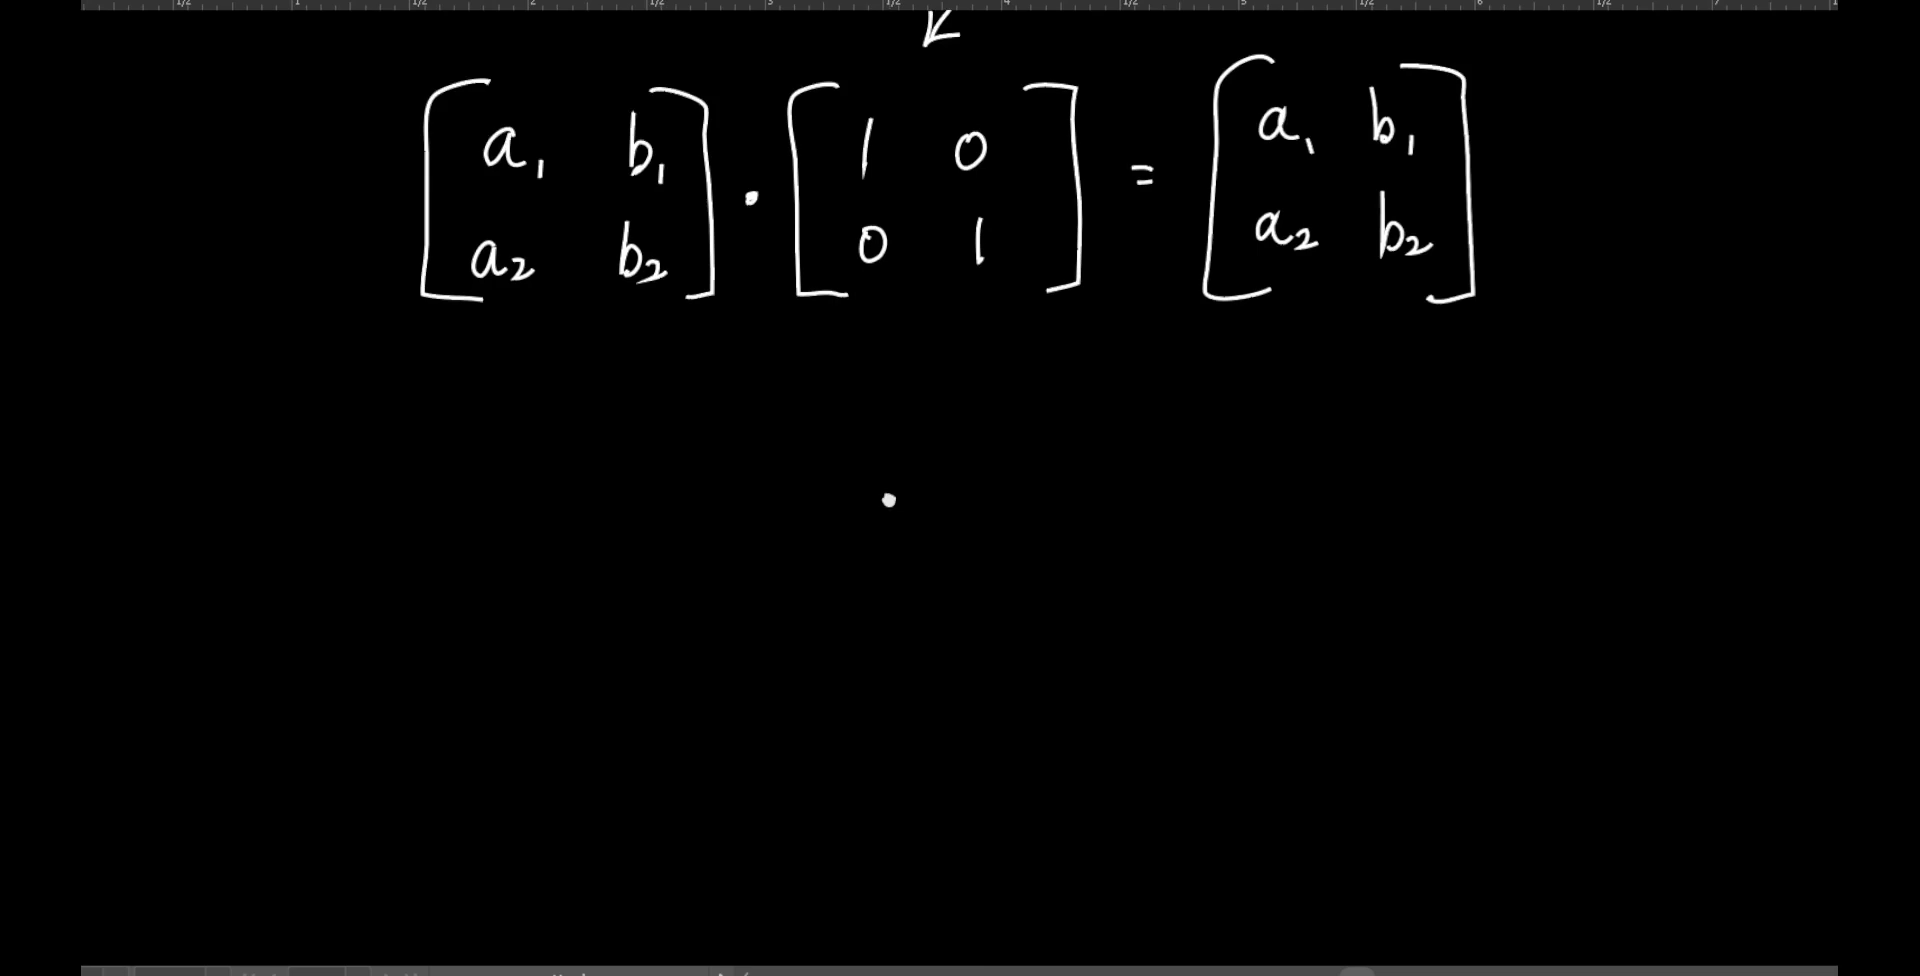 [ a₁ b₁ ] · [ 1 0 ] = [ a₁ b₁ ]
[ a₂ b₂ ] [ 0 1 ] [ a₂ b₂ ]